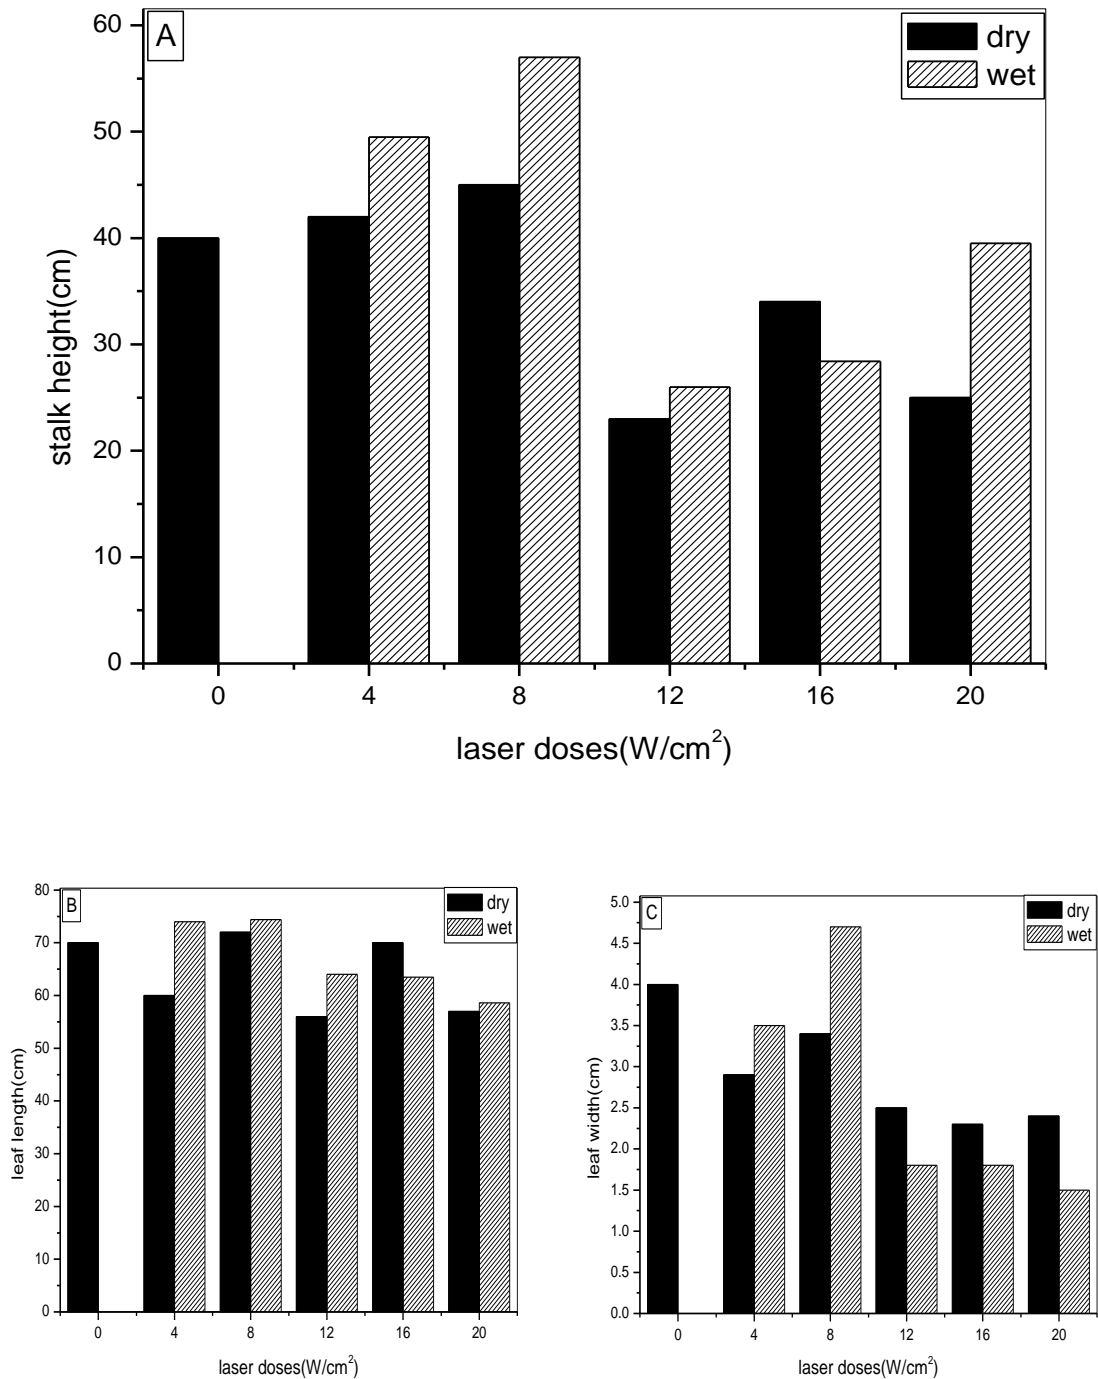 A
dry
wet
60
50
40
30
20
10
0
stalk height(cm)
0 4 8 12 16 20
laser doses(W/cm²)
B
dry
wet
80
70
60
50
40
30
20
10
0
leaf length(cm)
0 4 8 12 16 20
laser doses(W/cm²)
C
dry
wet
5.0
4.5
4.0
3.5
3.0
2.5
2.0
1.5
1.0
0.5
0.0
leaf width(cm)
0 4 8 12 16 20
laser doses(W/cm²)